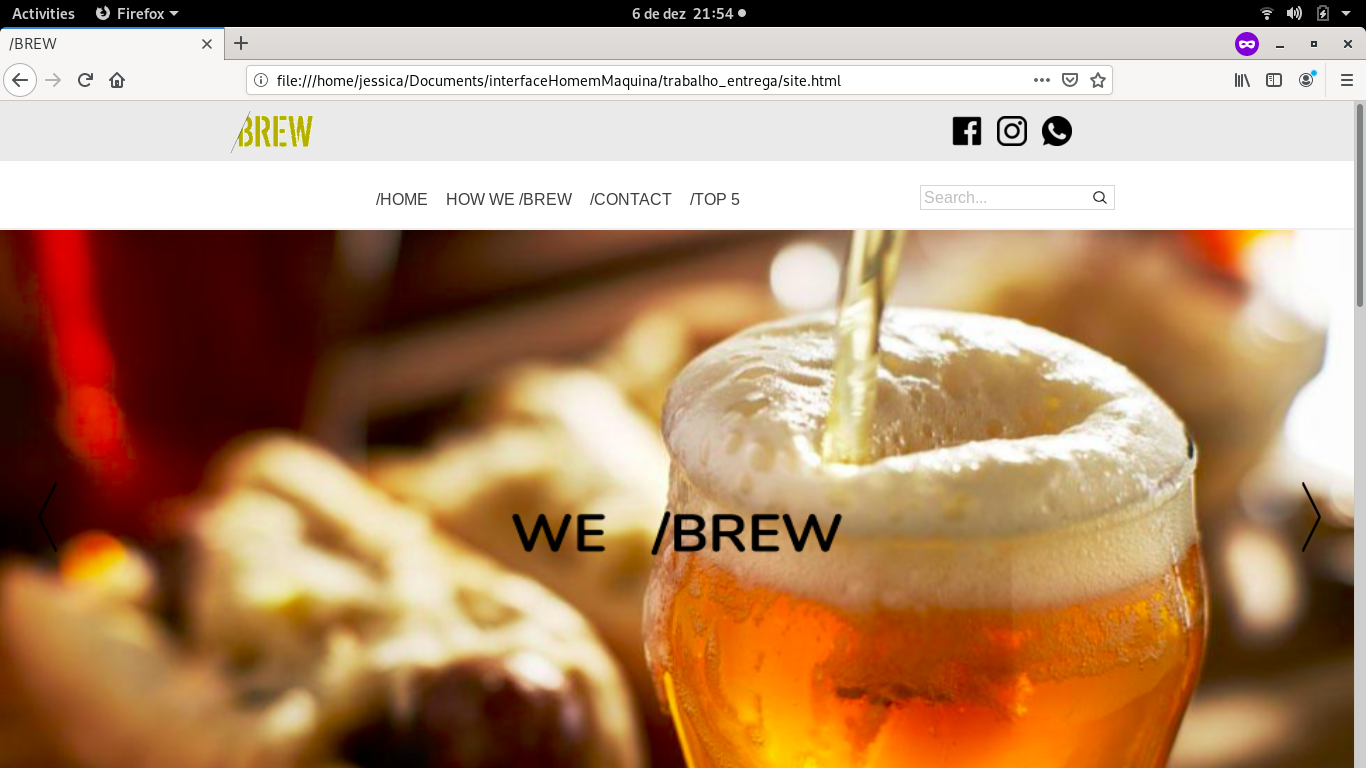 Activities Firefox 6 de dez 21:54
/BREW
file:///home/jessica/Documents/interfaceHomemMaquina/trabalho_entrega/site.html
/BREW
/HOME HOW WE /BREW /CONTACT /TOP 5 Search...
WE /BREW